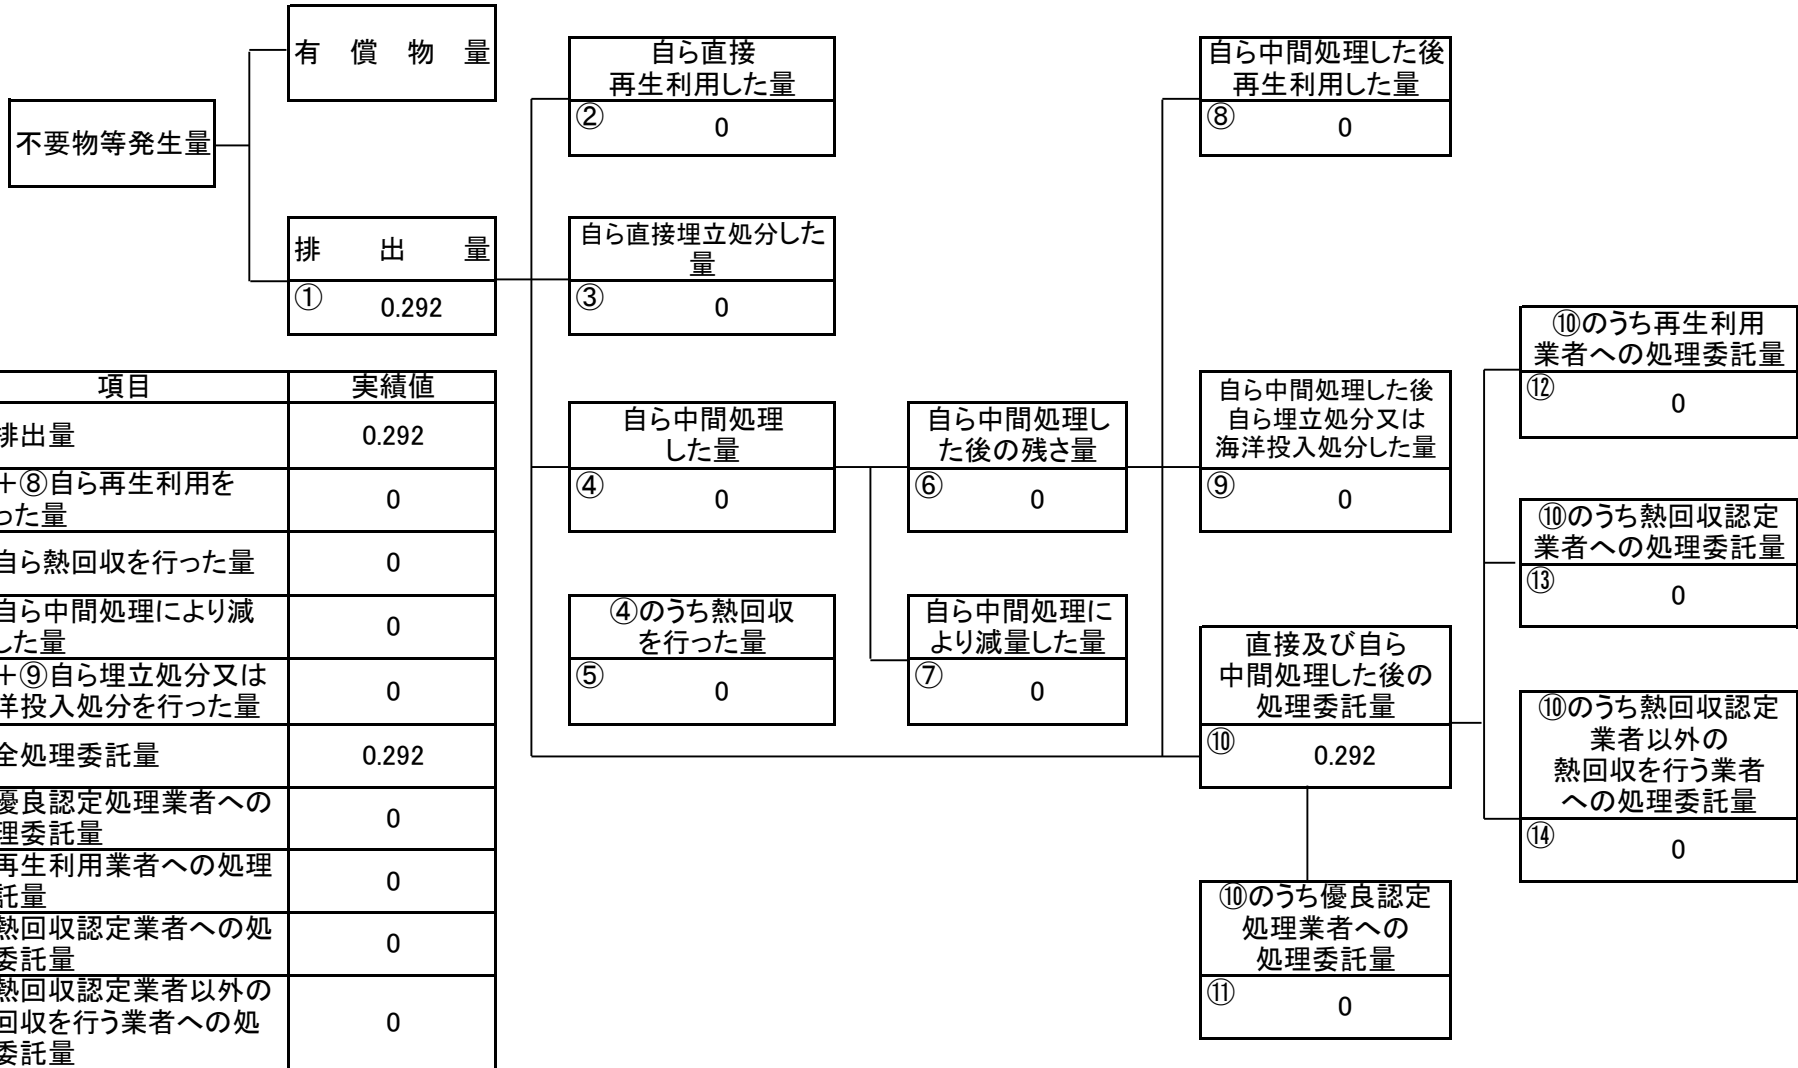 有償物量
不要物等発生量
排出量
① 0.292
自ら直接
再生利用した量
② 0
自ら直接埋立処分した
量
③ 0
自ら中間処理
した量
④ 0
④のうち熱回収
を行った量
⑤ 0
自ら中間処理し
た後の残さ量
⑥ 0
自ら中間処理に
より減量した量
⑦ 0
自ら中間処理した後
再生利用した量
⑧ 0
自ら中間処理した後
自ら埋立処分又は
海洋投入処分した量
⑨ 0
直接及び自ら
中間処理した後の
処理委託量
⑩ 0.292
⑩のうち優良認定
処理業者への
処理委託量
⑪ 0
⑩のうち再生利用
業者への処理委託量
⑫ 0
⑩のうち熱回収認定
業者への処理委託量
⑬ 0
⑩のうち熱回収認定
業者以外の
熱回収を行う業者
への処理委託量
⑭ 0
項目 実績値
排出量 0.292
+⑧自ら再生利用を
った量 0
自ら熱回収を行った量 0
自ら中間処理により減
した量 0
+⑨自ら埋立処分又は
洋投入処分を行った量 0
全処理委託量 0.292
優良認定処理業者への
理委託量 0
再生利用業者への処理
託量 0
熱回収認定業者への処
委託量 0
熱回収認定業者以外の
回収を行う業者への処
委託量 0